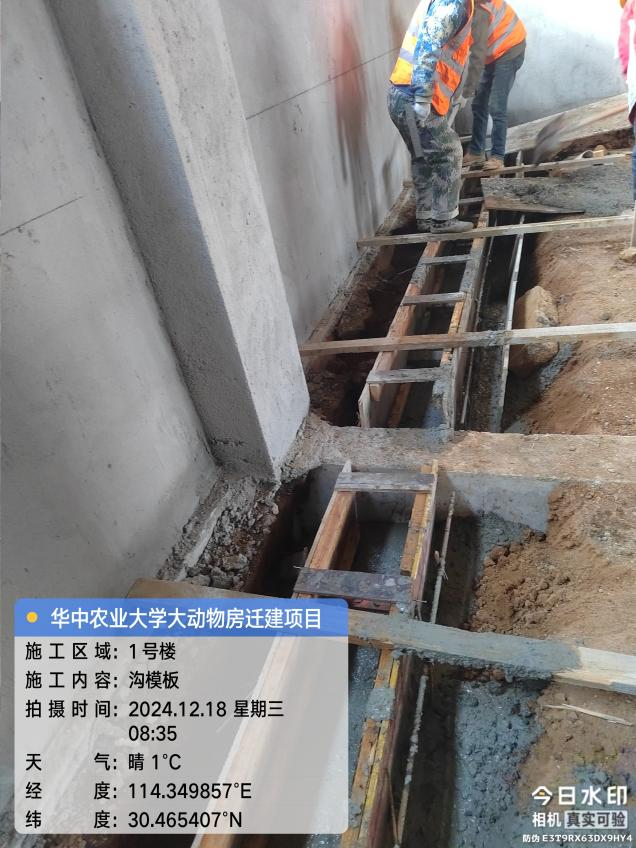 华中农业大学大动物房迁建项目
施工区域：1号楼
施工内容：沟模板
拍摄时间：2024.12.18 星期三
08:35
天气：晴 1°C
经度：114.349857°E
纬度：30.465407°N
今日水印
相机 真实可验
防伪 E3T9RX63DX9HY4